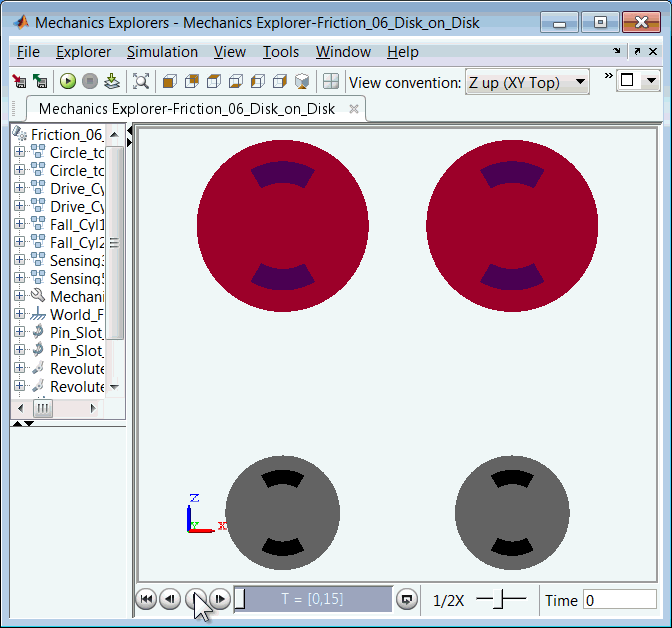 Mechanics Explorers - Mechanics Explorer-Friction_06_Disk_on_Disk
File Explorer Simulation View Tools Window Help
View convention: Z up (XY Top)
Mechanics Explorer-Friction_06_Disk_on_Disk
Friction_06_
Circle_to
Circle_to
Drive_Cy
Drive_Cy
Fall_Cyl1
Fall_Cyl2
Sensing
Sensing
Mechani
World_F
Pin_Slot_
Pin_Slot_
Revolute
Revolute
Z
Y
X
T = [0,15]
1/2X
Time 0